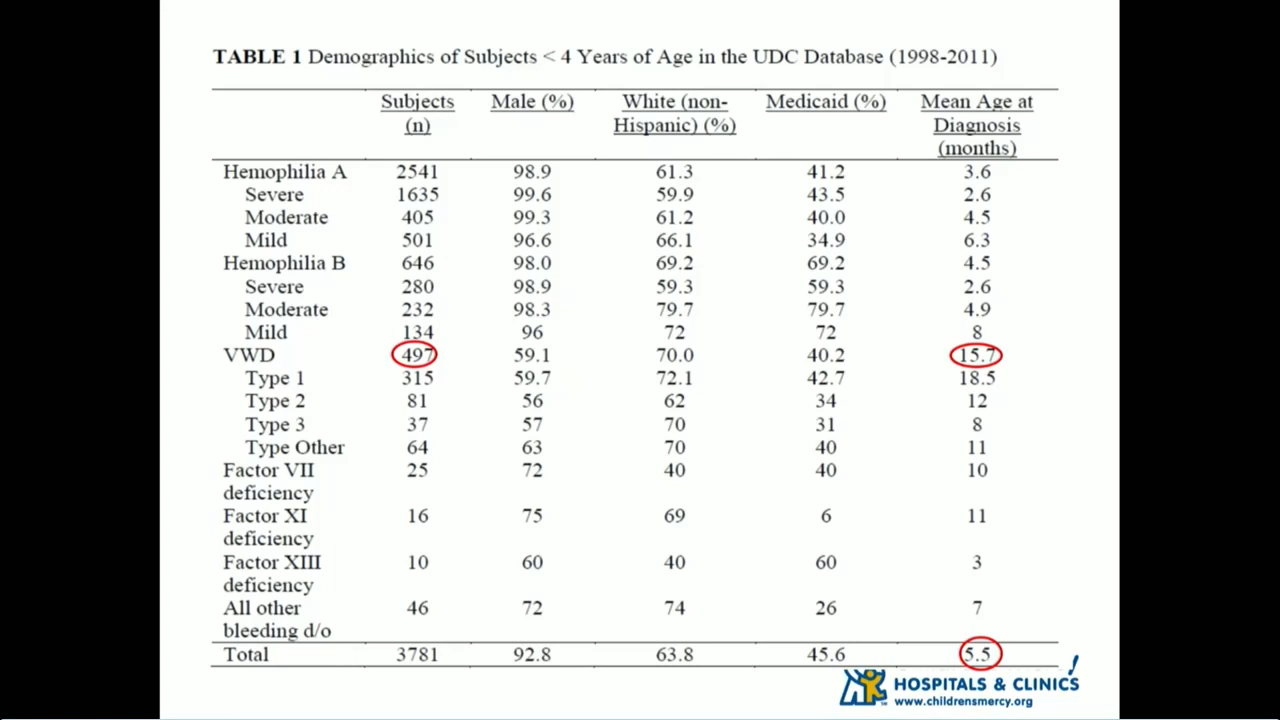 TABLE 1 Demographics of Subjects < 4 Years of Age in the UDC Database (1998-2011)
Subjects (n) Male (%) White (non-Hispanic) (%) Medicaid (%) Mean Age at Diagnosis (months)
Hemophilia A 2541 98.9 61.3 41.2 3.6
Severe 1635 99.6 59.9 43.5 2.6
Moderate 405 99.3 61.2 40.0 4.5
Mild 501 96.6 66.1 34.9 6.3
Hemophilia B 646 98.0 69.2 69.2 4.5
Severe 280 98.9 59.3 59.3 2.6
Moderate 232 98.3 79.7 79.7 4.9
Mild 134 96 72 72 8
VWD 497 59.1 70.0 40.2 15.7
Type 1 315 59.7 72.1 42.7 18.5
Type 2 81 56 62 34 12
Type 3 37 57 70 31 8
Type Other 64 63 70 40 11
Factor VII 25 72 40 40 10
deficiency
Factor XI 16 75 69 6 11
deficiency
Factor XIII 10 60 40 60 3
deficiency
All other 46 72 74 26 7
bleeding d/o
Total 3781 92.8 63.8 45.6 5.5
HOSPITALS & CLINICS
www.childrensmercy.org